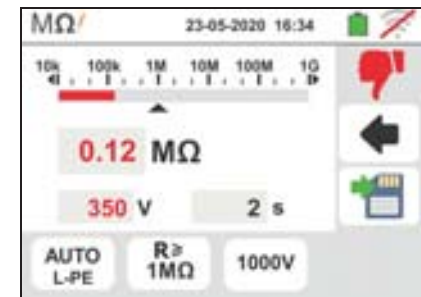 MΩ 23-05-2020 16:34
10k 100k 1M 10M 100M 1G
0.12 MΩ
350 V 2 s
AUTO L-PE
R≥ 1MΩ
1000V